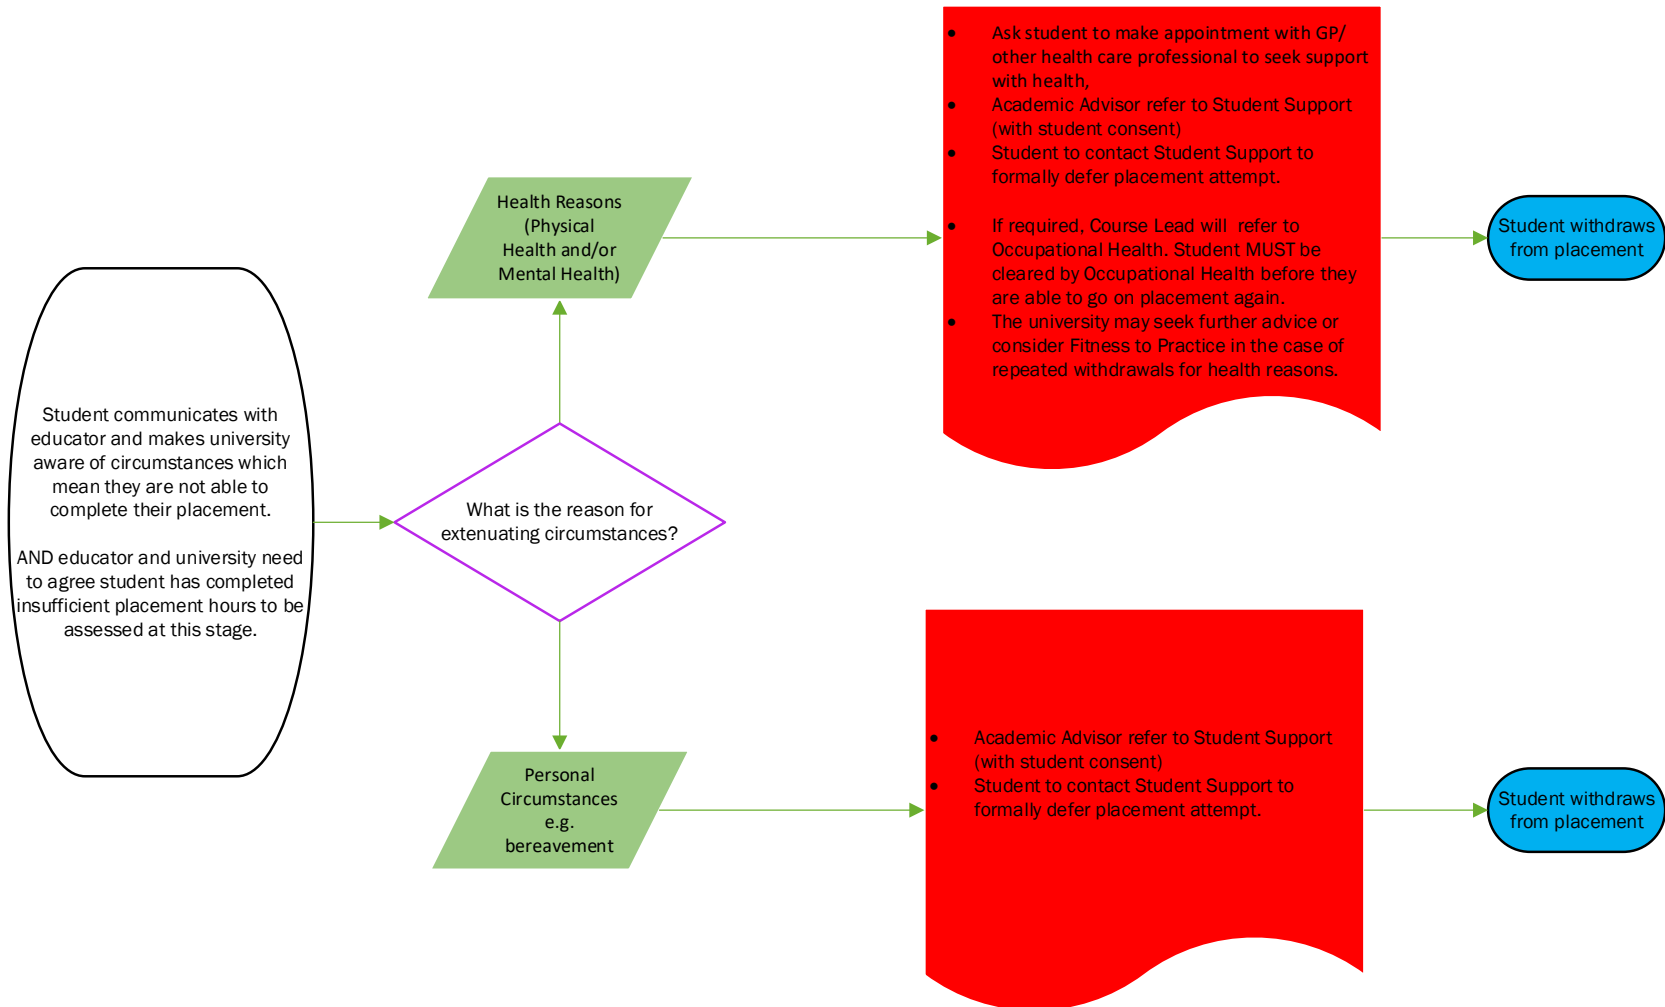 Student communicates with
educator and makes university
aware of circumstances which
mean they are not able to
complete their placement.
AND educator and university need
to agree student has completed
insufficient placement hours to be
assessed at this stage.
What is the reason for
extenuating circumstances?
Health Reasons
(Physical
Health and/or
Mental Health)
• Ask student to make appointment with GP/
other health care professional to seek support
with health,
• Academic Advisor refer to Student Support
(with student consent)
• Student to contact Student Support to
formally defer placement attempt.
• If required, Course Lead will  refer to
Occupational Health. Student MUST be
cleared by Occupational Health before they
are able to go on placement again.
• The university may seek further advice or
consider Fitness to Practice in the case of
repeated withdrawals for health reasons.
Student withdraws
from placement
Personal
Circumstances
e.g.
bereavement
• Academic Advisor refer to Student Support
(with student consent)
• Student to contact Student Support to
formally defer placement attempt.
Student withdraws
from placement